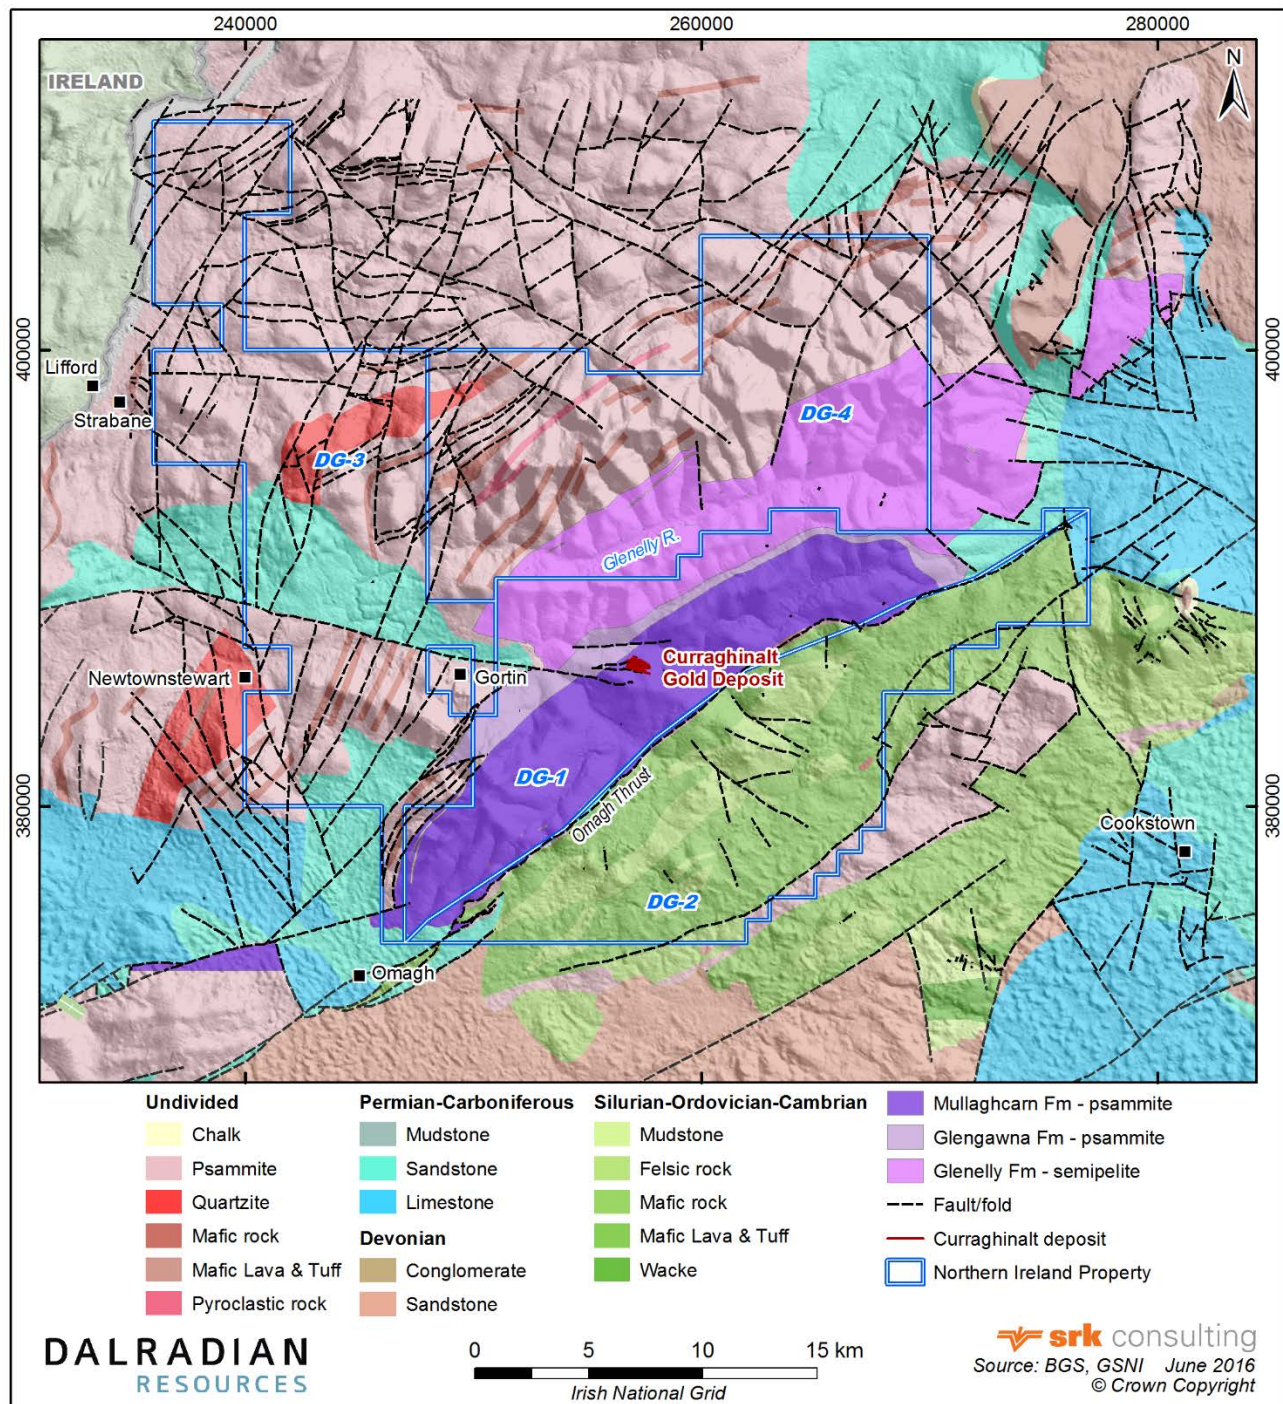 240000
260000
280000
IRELAND
N
400000
400000
Lifford
Strabane
DG-3
DG-4
Glenelly R.
Newtownstewart
Gortin
Curraghinalt
Gold Deposit
DG-1
Omagh Thrust
380000
380000
Cookstown
DG-2
Omagh
Undivided
Chalk
Psammite
Quartzite
Mafic rock
Mafic Lava & Tuff
Pyroclastic rock
Permian-Carboniferous
Mudstone
Sandstone
Limestone
Devonian
Conglomerate
Sandstone
Silurian-Ordovician-Cambrian
Mudstone
Felsic rock
Mafic rock
Mafic Lava & Tuff
Wacke
Mullaghcarn Fm - psammite
Glengawna Fm - psammite
Glenelly Fm - semipelite
Fault/fold
Curraghinalt deposit
Northern Ireland Property
DALRADIAN
RESOURCES
0 5 10 15 km
Irish National Grid
srk consulting
Source: BGS, GSNI June 2016
© Crown Copyright